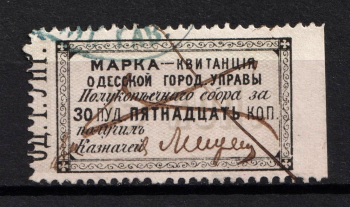 МАРКА — КВИТАНЦІЯ
ОДЕССКОЙ ГОРОД. УПРАВЫ
Полукопѣечнаго сбора за
30 ПУД. ПЯТНАДЦАТЬ КОП.
получилъ
Казначей